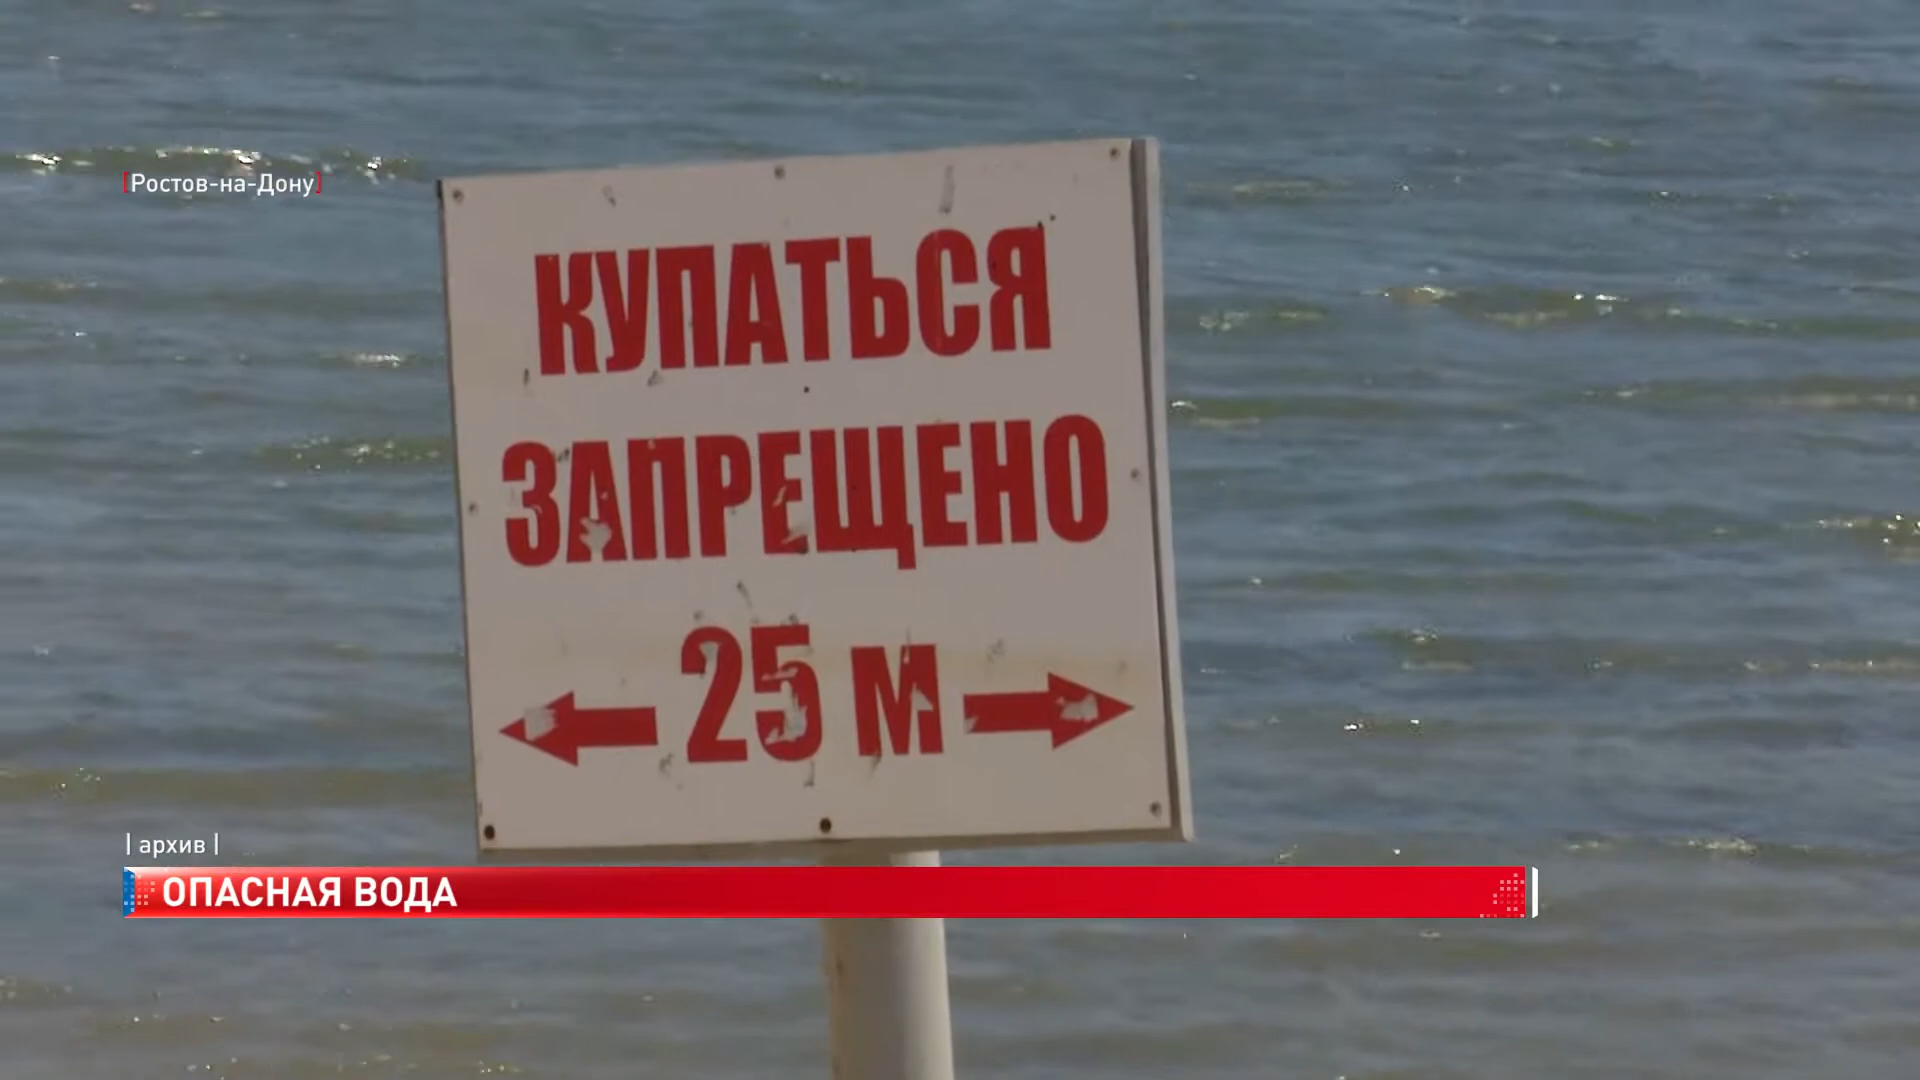 [Ростов-на-Дону]
КУПАТЬСЯ
ЗАПРЕЩЕНО
25 м
| архив |
ОПАСНАЯ ВОДА